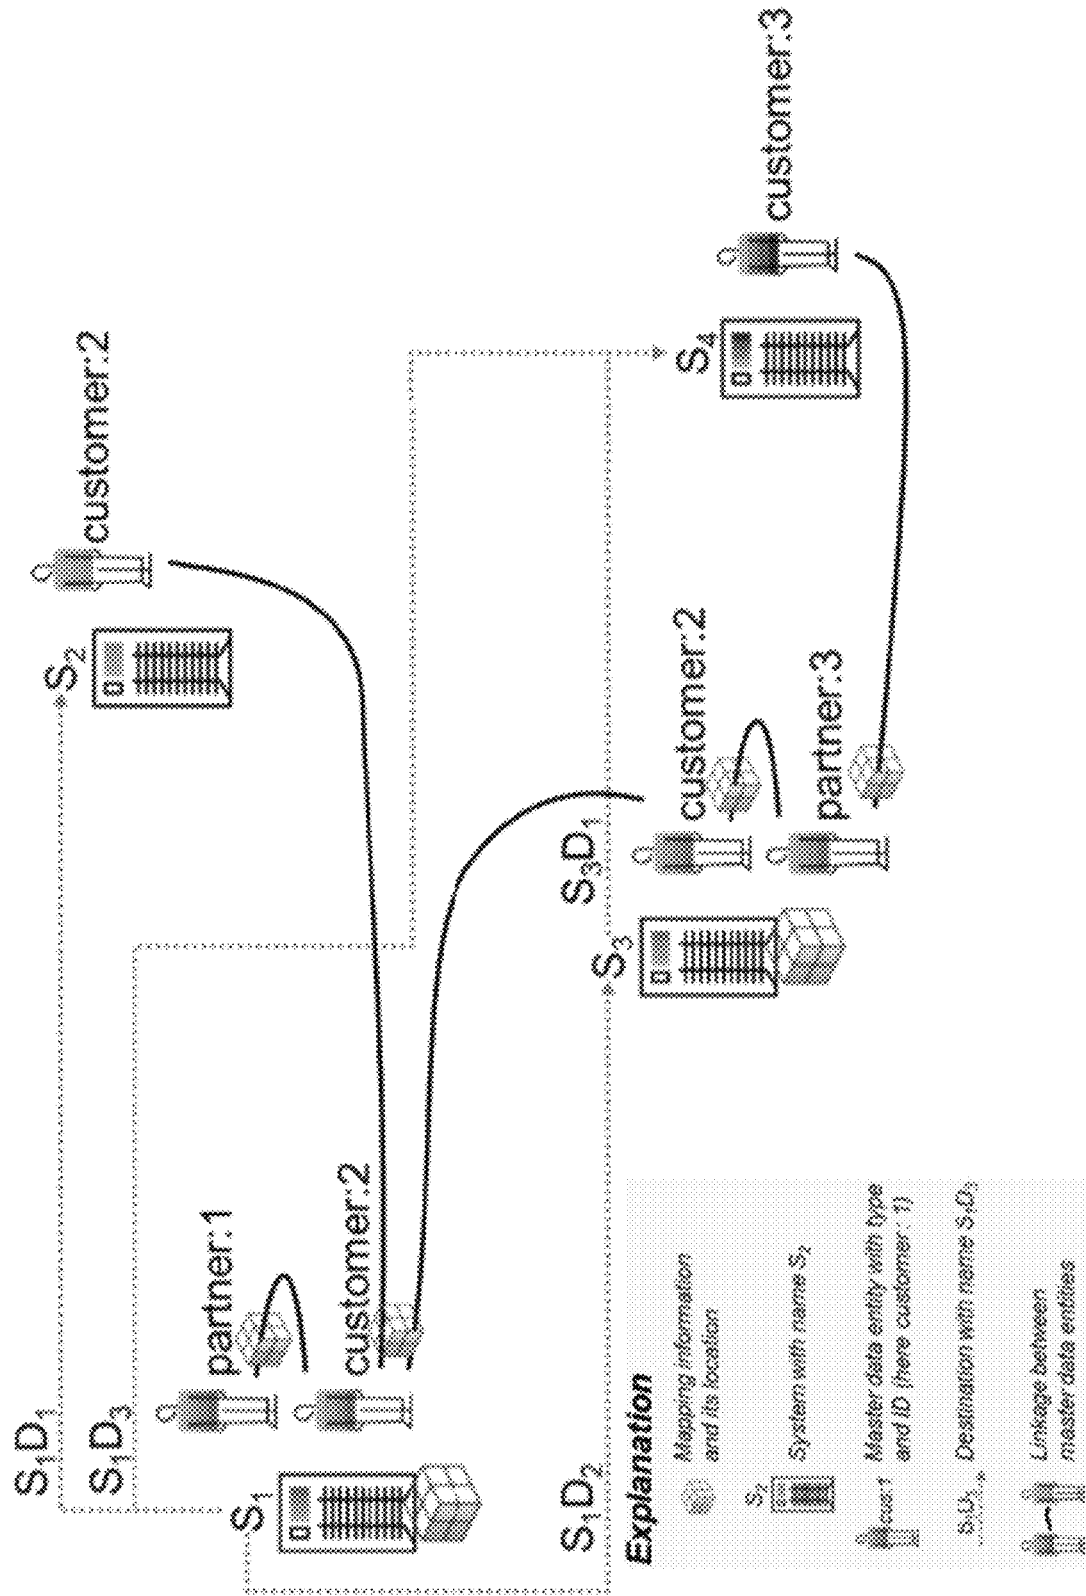 S₁D₁
S₁D₃
S₁
partner:1
customer:2
S₂
customer:2
S₁D₂
S₃
S₃D₁
customer:2
partner:3
S₄
customer:3
Explanation
Mapping information
and its location
S₂
System with name S₂
Master data entity with type
and ID (here customer: 1)
Destination with name S₁D₁
Linkage between
master data entities